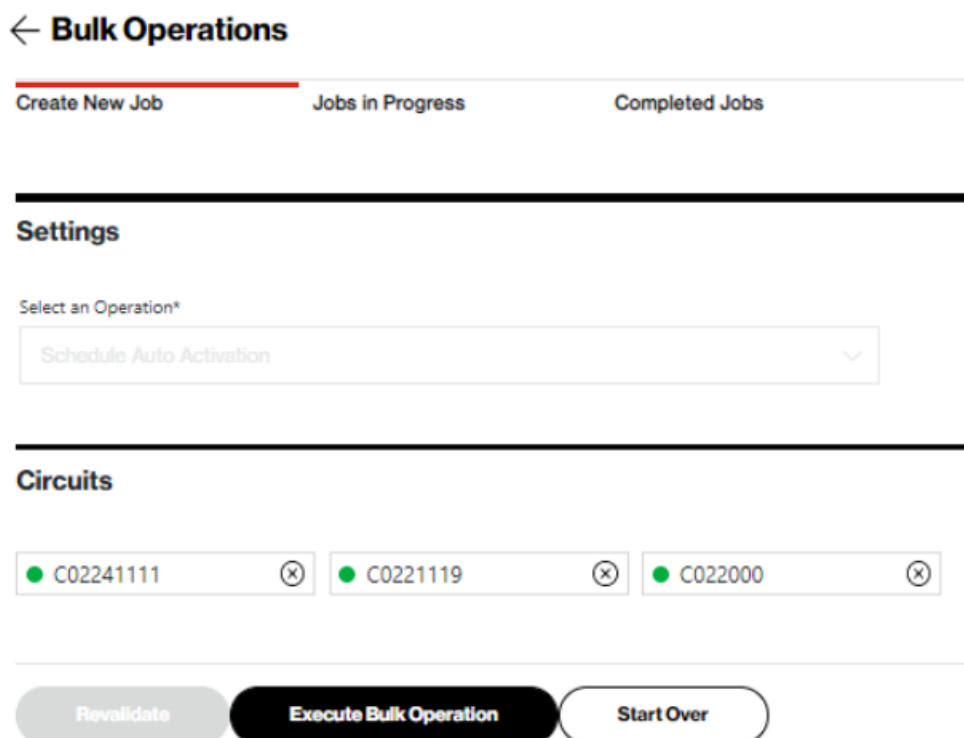 Bulk Operations
Create New Job Jobs in Progress Completed Jobs
Settings
Select an Operation*
Schedule Auto Activation
Circuits
C02241111 C0221119 C022000
Revalidate Execute Bulk Operation Start Over